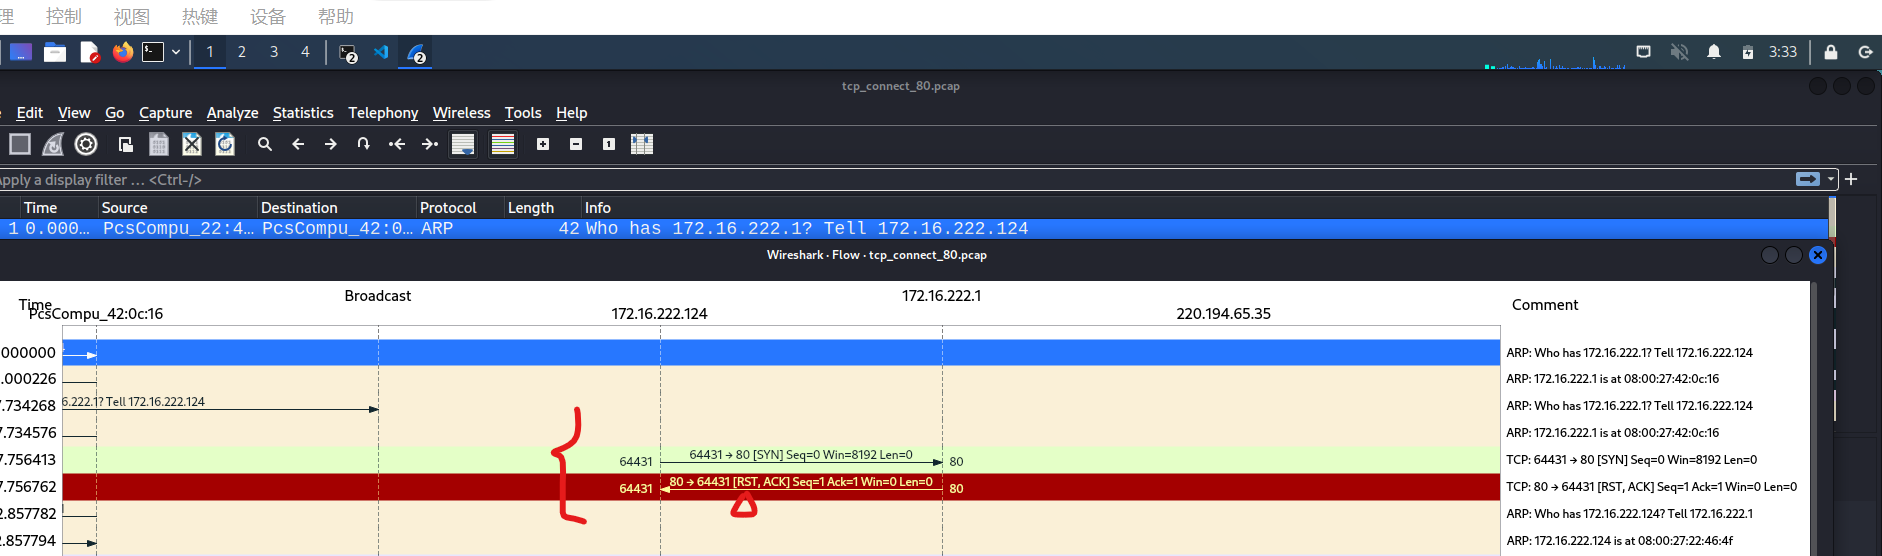 理 控制 视图 热键 设备 帮助
1 2 3 4 2 2 3:33
tcp_connect_80.pcap
Edit View Go Capture Analyze Statistics Telephony Wireless Tools Help
Apply a display filter … <Ctrl-/>
Time Source Destination Protocol Length Info
1 0.000… PcsCompu_22:4… PcsCompu_42:0… ARP 42 Who has 172.16.222.1? Tell 172.16.222.124
Wireshark · Flow · tcp_connect_80.pcap
Broadcast 172.16.222.1
Time Comment
PcsCompu_42:0c:16 172.16.222.124 220.194.65.35
.000000 ARP: Who has 172.16.222.1? Tell 172.16.222.124
.000226 ARP: 172.16.222.1 is at 08:00:27:42:0c:16
7.734268 6.222.1? Tell 172.16.222.124 ARP: Who has 172.16.222.1? Tell 172.16.222.124
7.734576 ARP: 172.16.222.1 is at 08:00:27:42:0c:16
7.756413 64431 64431 → 80 [SYN] Seq=0 Win=8192 Len=0 80 TCP: 64431 → 80 [SYN] Seq=0 Win=8192 Len=0
7.756762 64431 80 → 64431 [RST, ACK] Seq=1 Ack=1 Win=0 Len=0 80 TCP: 80 → 64431 [RST, ACK] Seq=1 Ack=1 Win=0 Len=0
2.857782 ARP: Who has 172.16.222.124? Tell 172.16.222.1
2.857794 ARP: 172.16.222.124 is at 08:00:27:22:46:4f